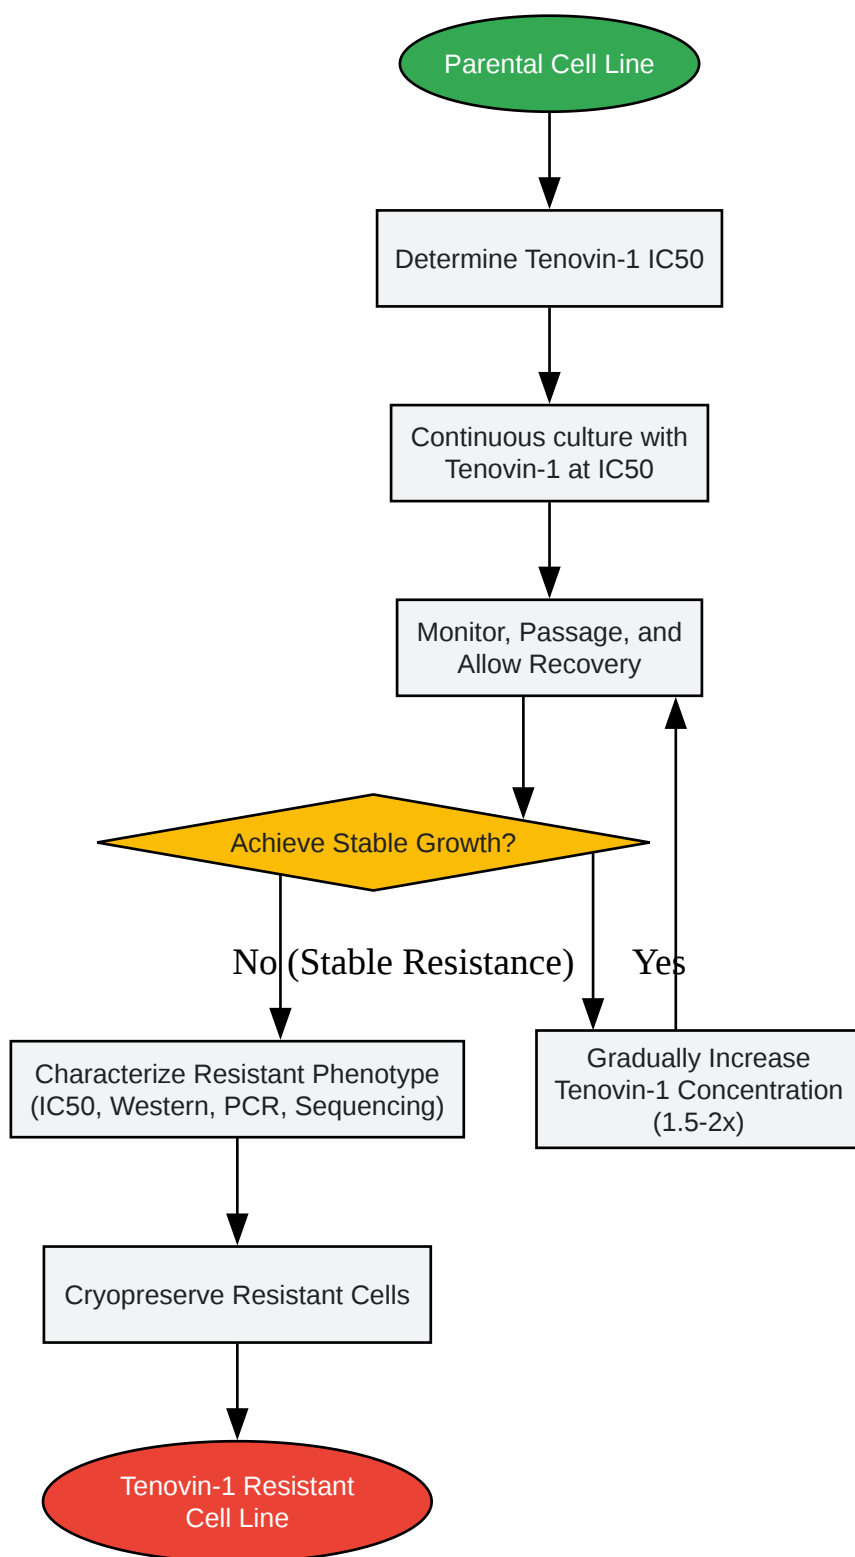 Parental Cell Line
Determine Tenovin-1 IC50
Continuous culture with
Tenovin-1 at IC50
Monitor, Passage, and
Allow Recovery
Achieve Stable Growth?
No (Stable Resistance)
Yes
Characterize Resistant Phenotype
(IC50, Western, PCR, Sequencing)
Gradually Increase
Tenovin-1 Concentration
(1.5-2x)
Cryopreserve Resistant Cells
Tenovin-1 Resistant
Cell Line